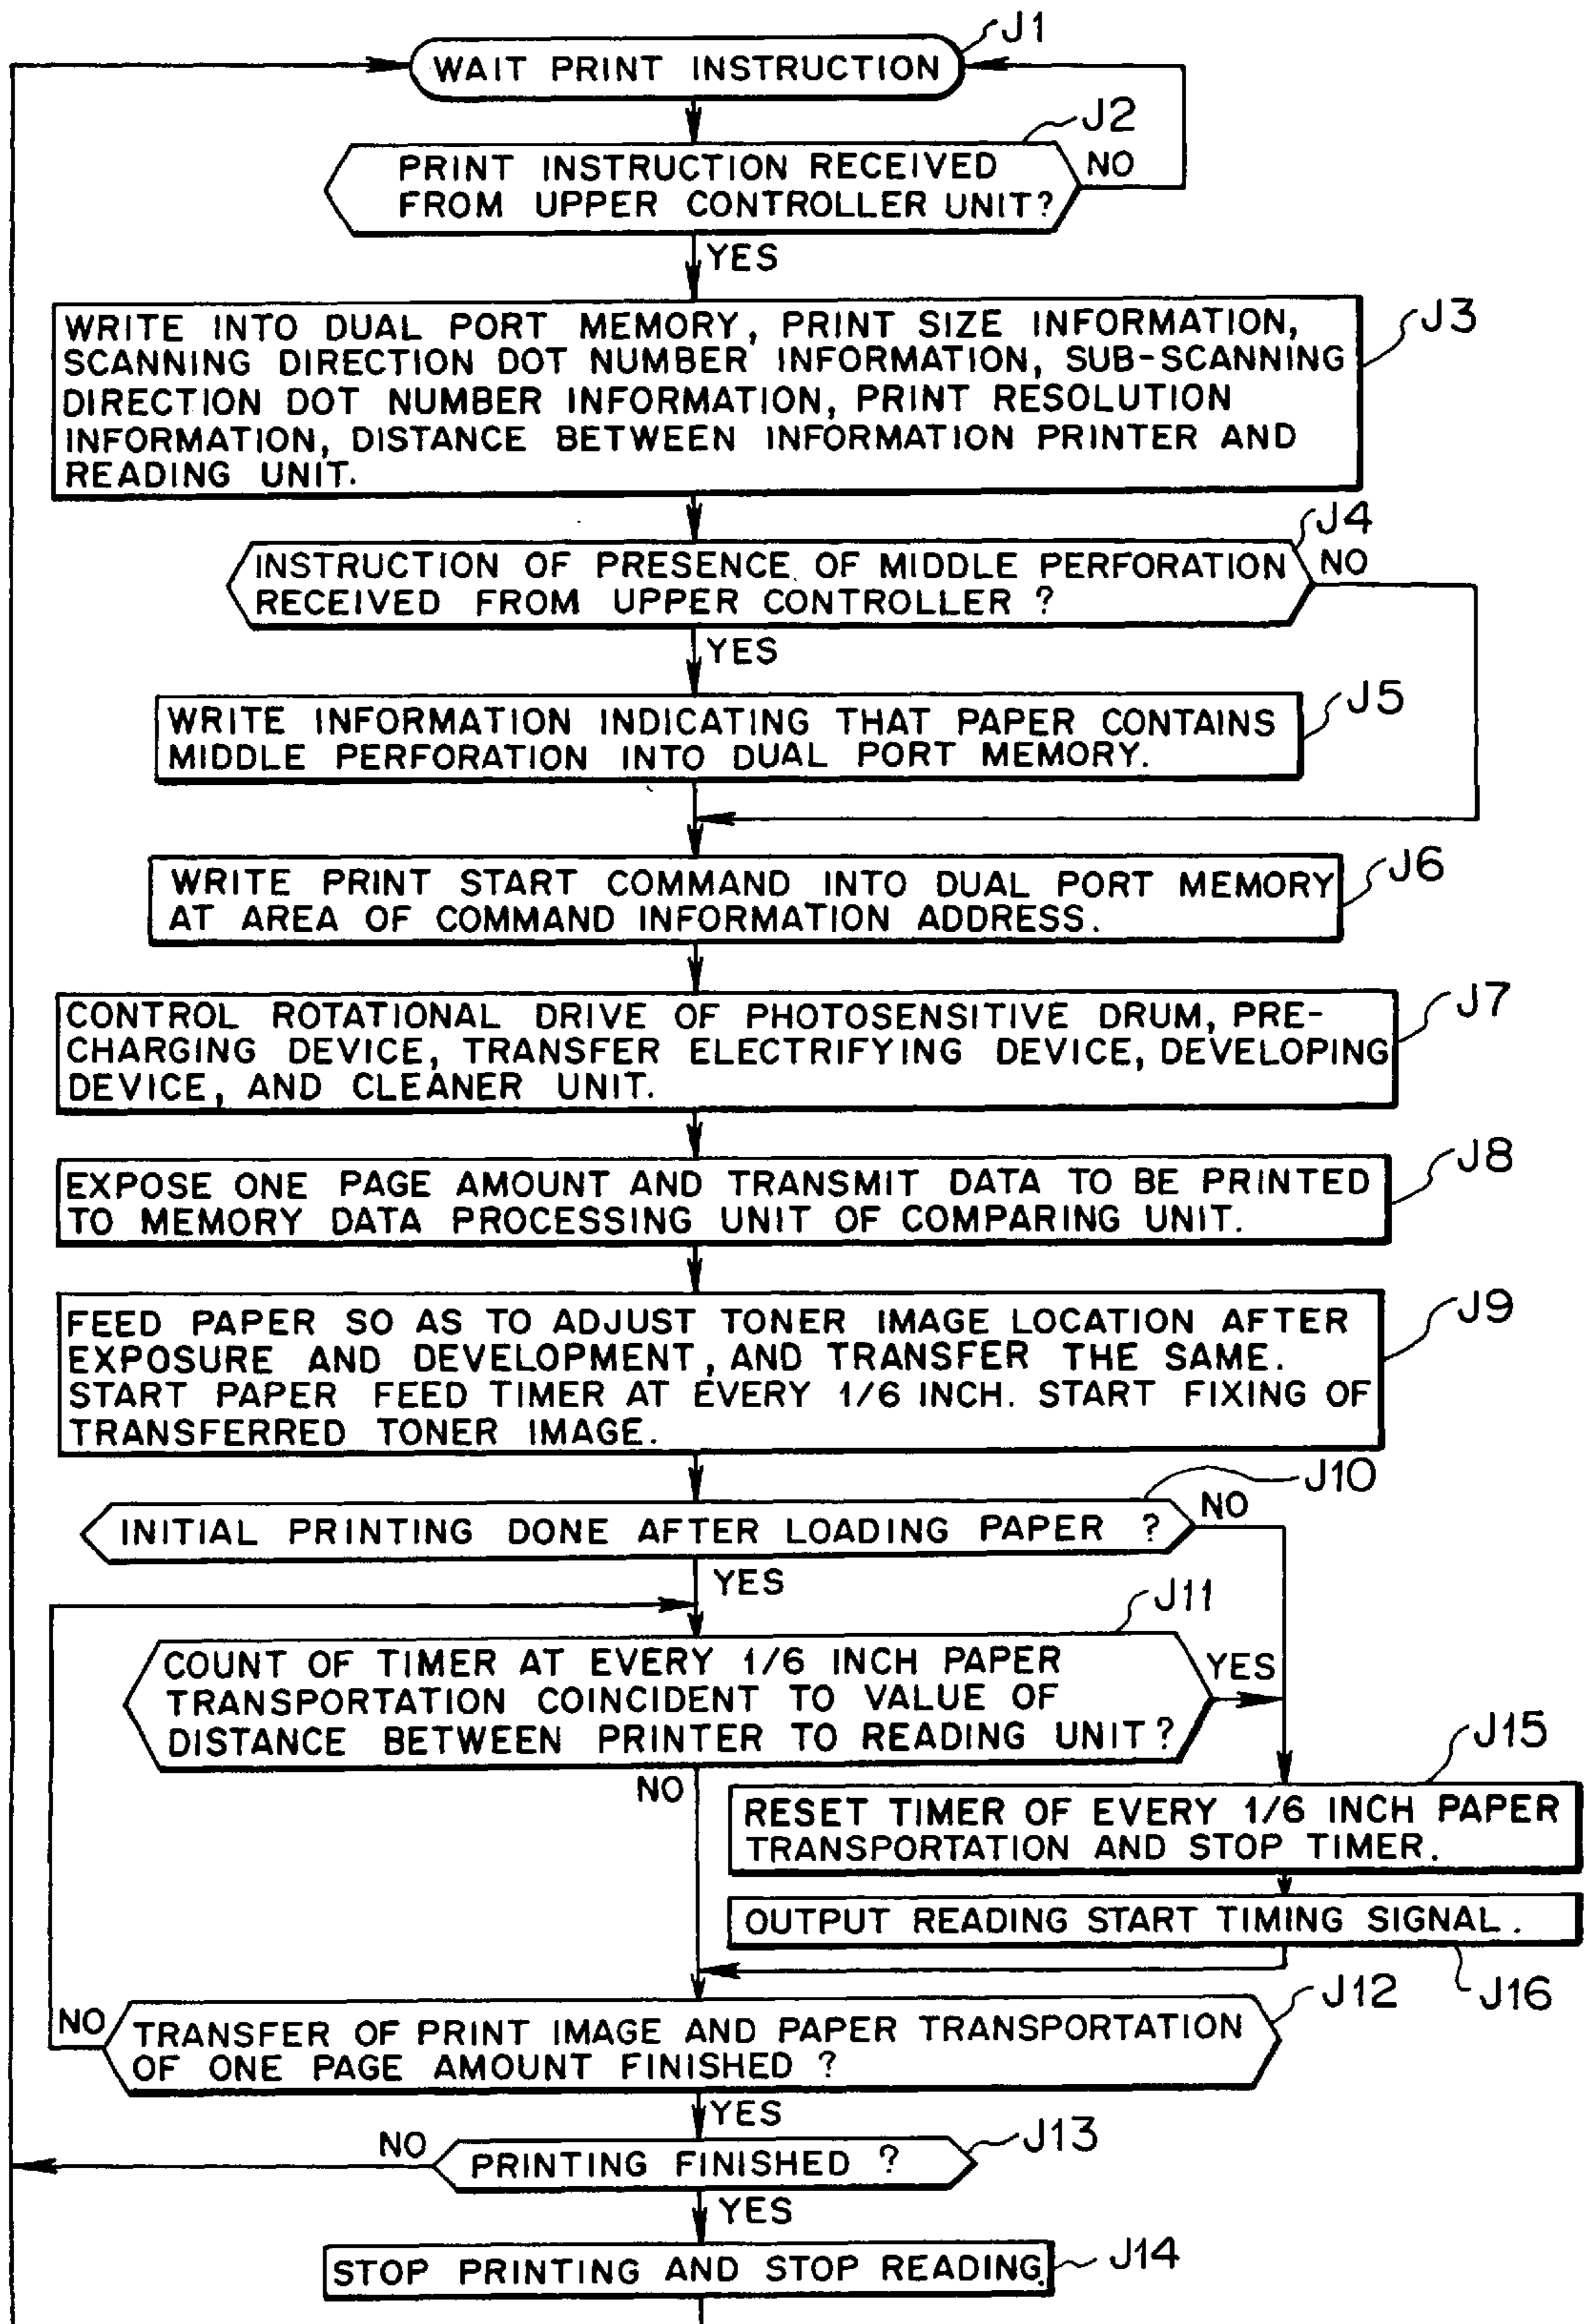 J1
WAIT PRINT INSTRUCTION
J2
PRINT INSTRUCTION RECEIVED
FROM UPPER CONTROLLER UNIT?
NO
YES
J3
WRITE INTO DUAL PORT MEMORY, PRINT SIZE INFORMATION,
SCANNING DIRECTION DOT NUMBER INFORMATION, SUB-SCANNING
DIRECTION DOT NUMBER INFORMATION, PRINT RESOLUTION
INFORMATION, DISTANCE BETWEEN INFORMATION PRINTER AND
READING UNIT.
J4
INSTRUCTION OF PRESENCE OF MIDDLE PERFORATION
RECEIVED FROM UPPER CONTROLLER ?
NO
YES
J5
WRITE INFORMATION INDICATING THAT PAPER CONTAINS
MIDDLE PERFORATION INTO DUAL PORT MEMORY.
J6
WRITE PRINT START COMMAND INTO DUAL PORT MEMORY
AT AREA OF COMMAND INFORMATION ADDRESS.
J7
CONTROL ROTATIONAL DRIVE OF PHOTOSENSITIVE DRUM, PRE-
CHARGING DEVICE, TRANSFER ELECTRIFYING DEVICE, DEVELOPING
DEVICE, AND CLEANER UNIT.
J8
EXPOSE ONE PAGE AMOUNT AND TRANSMIT DATA TO BE PRINTED
TO MEMORY DATA PROCESSING UNIT OF COMPARING UNIT.
J9
FEED PAPER SO AS TO ADJUST TONER IMAGE LOCATION AFTER
EXPOSURE AND DEVELOPMENT, AND TRANSFER THE SAME.
START PAPER FEED TIMER AT EVERY 1/6 INCH. START FIXING OF
TRANSFERRED TONER IMAGE.
J10
INITIAL PRINTING DONE AFTER LOADING PAPER ?
NO
YES
J11
COUNT OF TIMER AT EVERY 1/6 INCH PAPER
TRANSPORTATION COINCIDENT TO VALUE OF
DISTANCE BETWEEN PRINTER TO READING UNIT?
YES
NO
J15
RESET TIMER OF EVERY 1/6 INCH PAPER
TRANSPORTATION AND STOP TIMER.
OUTPUT READING START TIMING SIGNAL.
J16
J12
NO
TRANSFER OF PRINT IMAGE AND PAPER TRANSPORTATION
OF ONE PAGE AMOUNT FINISHED ?
YES
J13
NO
PRINTING FINISHED ?
YES
J14
STOP PRINTING AND STOP READING.